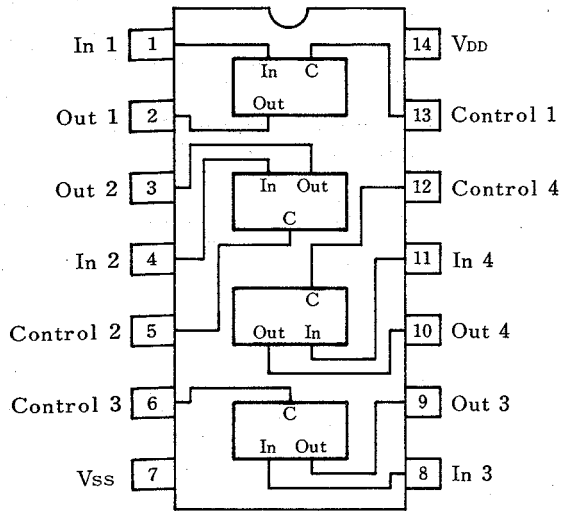 In 1 1 14 VDD
In C
Out
Out 1 2 13 Control 1
Out 2 3 12 Control 4
In Out
C
In 2 4 11 In 4
C
Control 2 5 10 Out 4
Out In
Control 3 6 9 Out 3
C
In Out
Vss 7 8 In 3